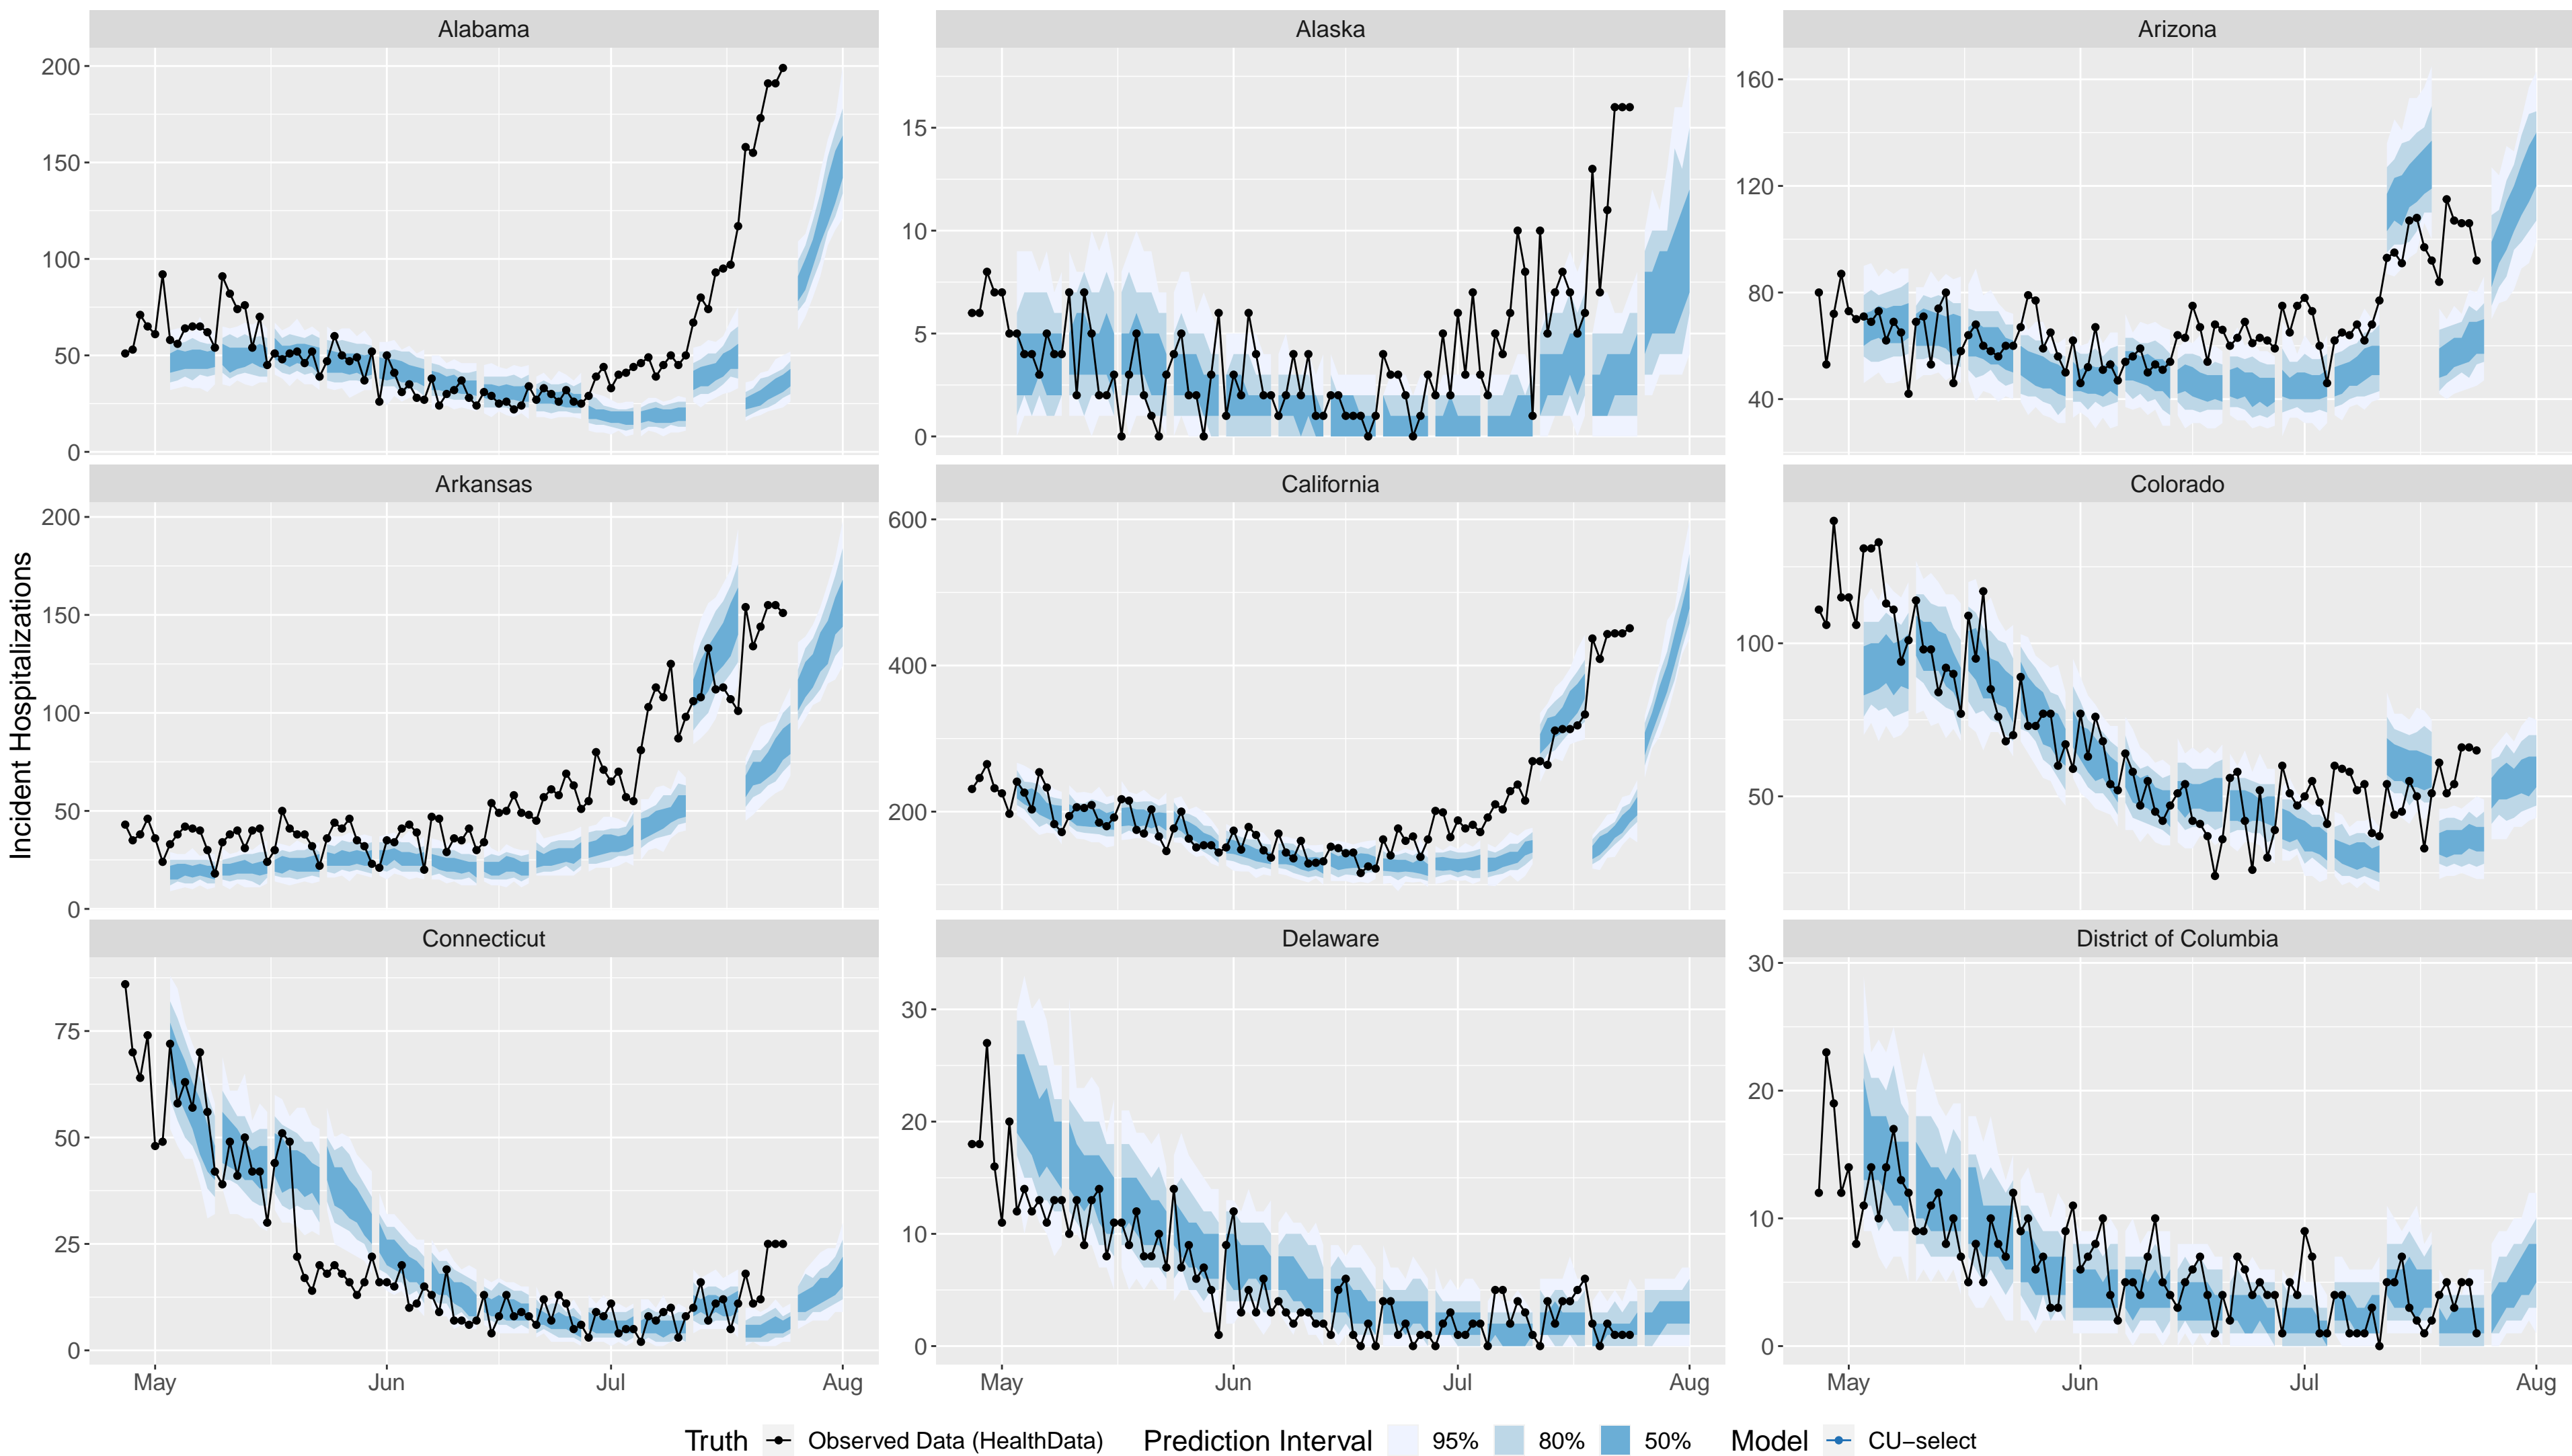 Alabama
Alaska
Arizona
200
150
100
50
0
15
10
5
0
160
120
80
40
Arkansas
California
Colorado
200
150
100
50
0
600
400
200
100
50
Connecticut
Delaware
District of Columbia
75
50
25
0
30
20
10
0
30
20
10
0
May Jun Jul Aug
May Jun Jul Aug
May Jun Jul Aug
Incident Hospitalizations
Truth Observed Data (HealthData) Prediction Interval 95% 80% 50% Model CU−select